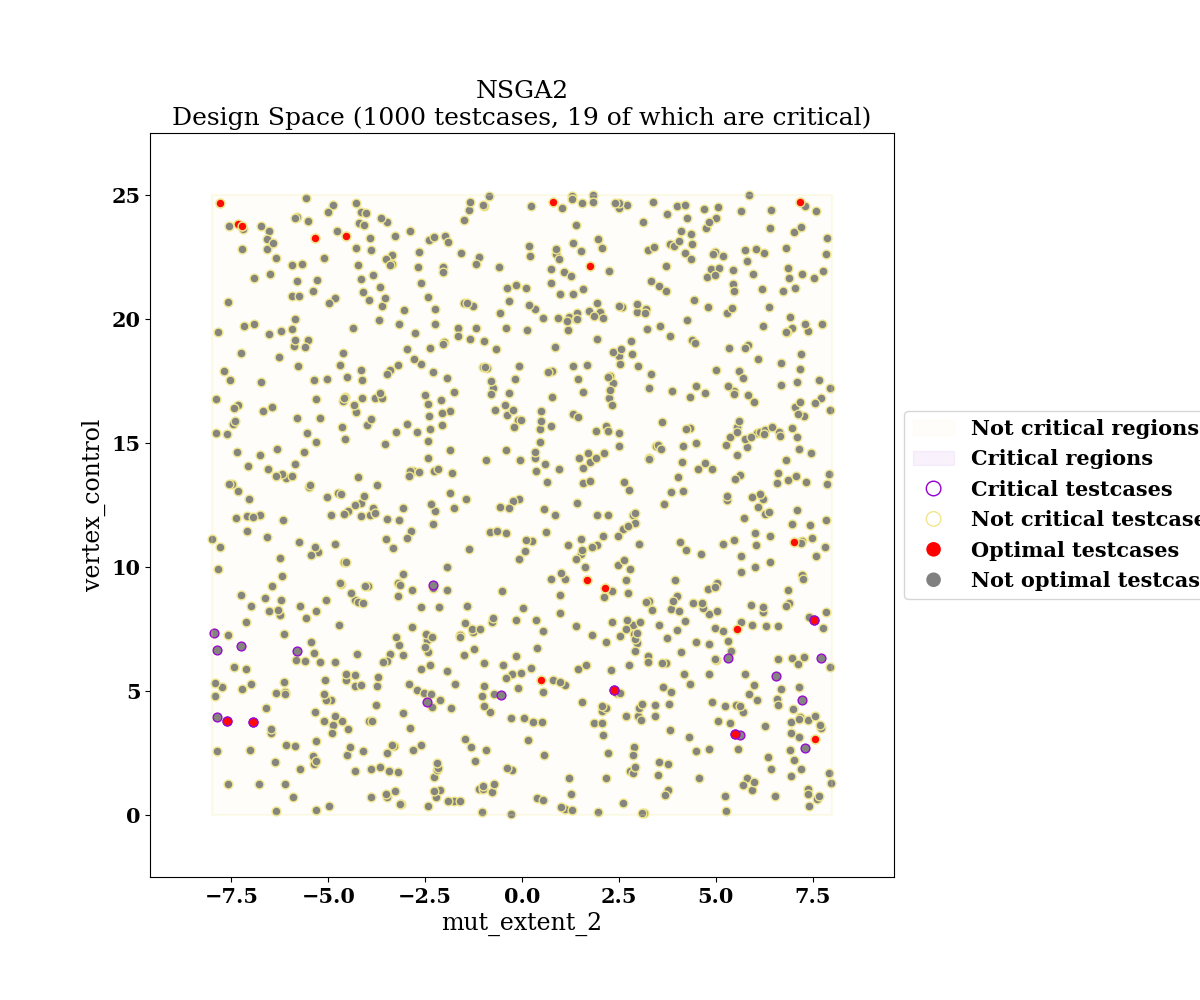 NSGA2
Design Space (1000 testcases, 19 of which are critical)
25
20
15
10
5
0
vertex_control
−7.5 −5.0 −2.5 0.0 2.5 5.0 7.5
mut_extent_2
Not critical regions
Critical regions
Critical testcases
Not critical testcase
Optimal testcases
Not optimal testcas